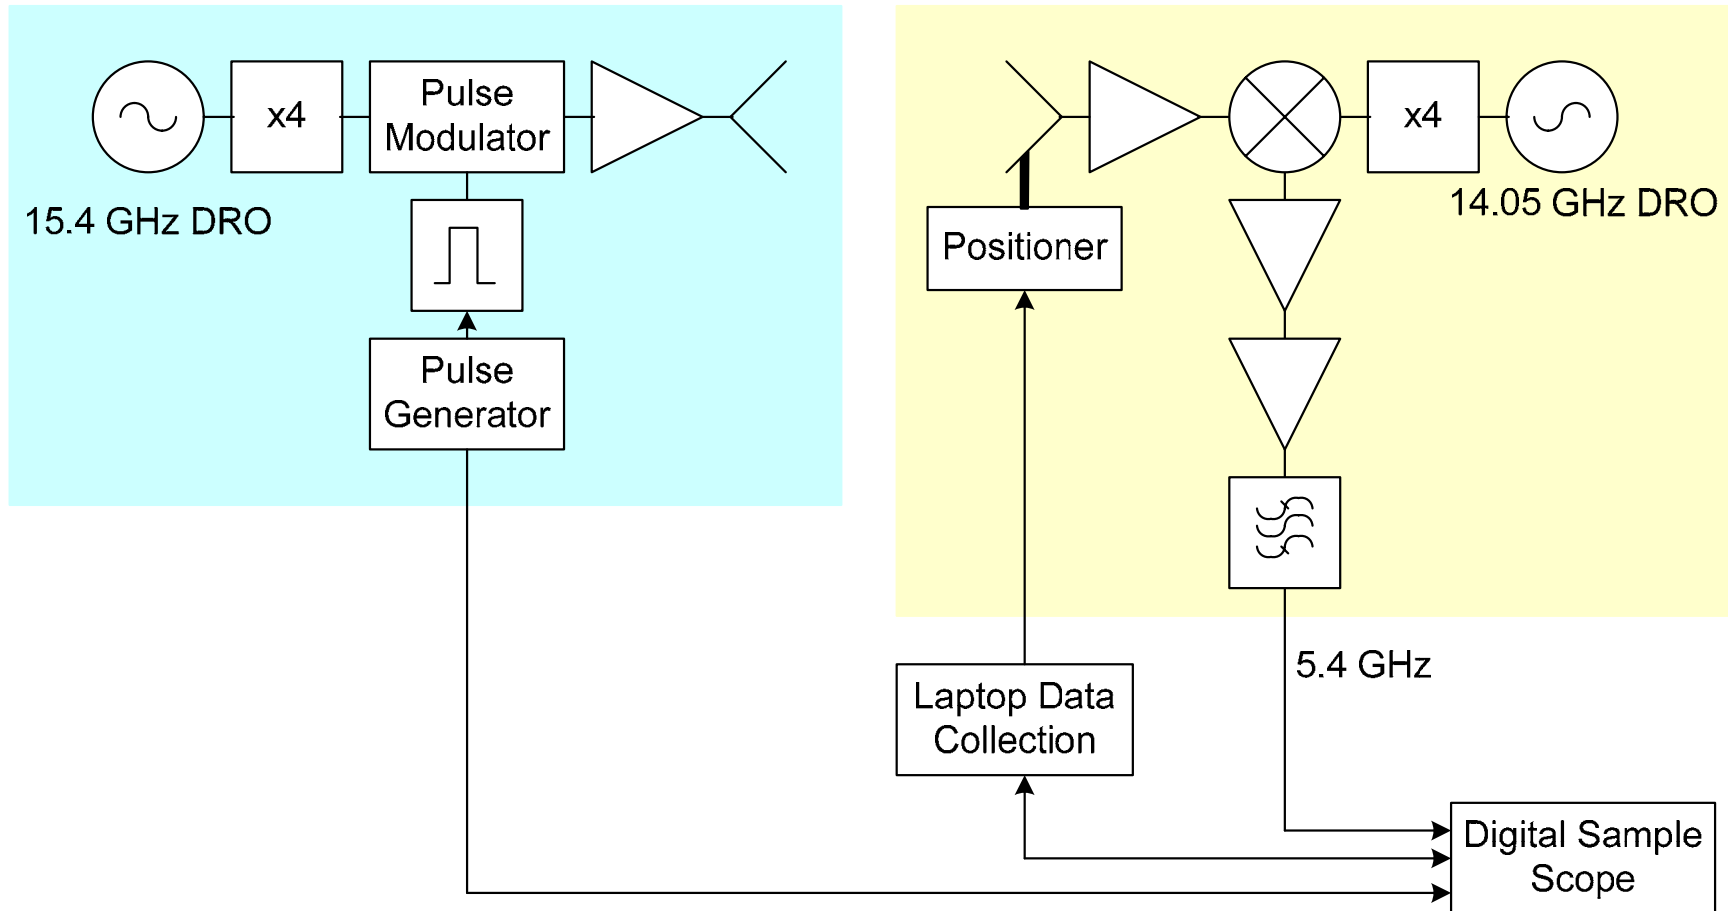 x4
Pulse
Modulator
15.4 GHz DRO
Pulse
Generator
x4
14.05 GHz DRO
Positioner
5.4 GHz
Laptop Data
Collection
Digital Sample
Scope